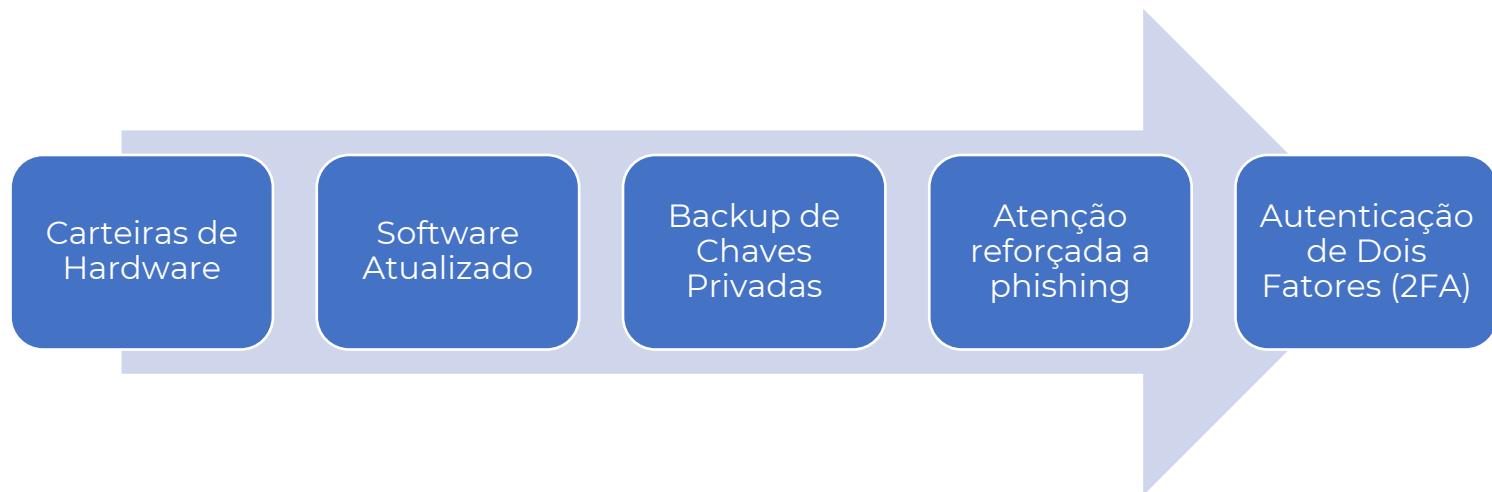 Carteiras de
Hardware
Software
Atualizado
Backup de
Chaves
Privadas
Atenção
reforçada a
phishing
Autenticação
de Dois
Fatores (2FA)